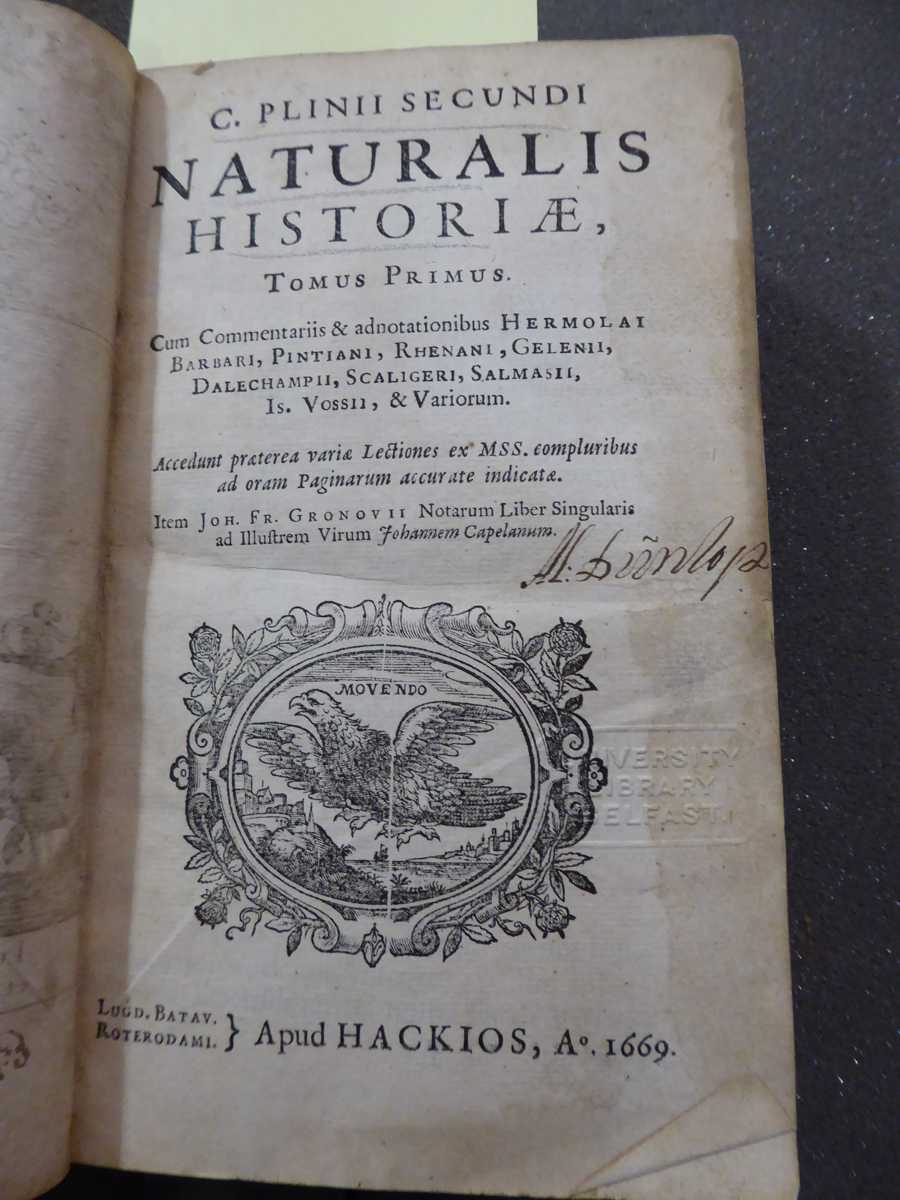 C. PLINII SECUNDI
NATURALIS
HISTORIÆ,
TOMUS PRIMUS.
Cum Commentariis & adnotationibus HERMOLAI
BARBARI, PINTIANI, RHENANI, GELENII,
DALECHAMPII, SCALIGERI, SALMASII,
IS. VOSSII, & Variorum.
Accedunt præterea variæ Lectiones ex MSS. compluribus
ad oram Paginarum accurate indicatæ.
Item JOH. FR. GRONOVII Notarum Liber Singularis
ad Illuſtrem Virum Johannem Capelanum.
M: Dũnlop
MOVENDO
UNIVERSITY
LIBRARY
BELFAST
LUGD. BATAV.
ROTERODAMI. } Apud HACKIOS, Aº. 1669.